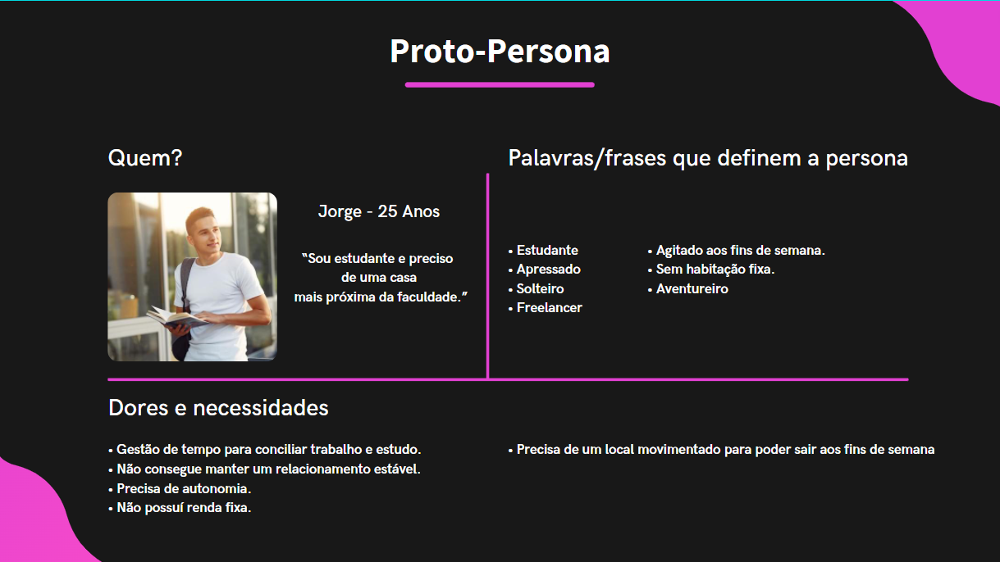 Proto-Persona
Quem?
Jorge - 25 Anos
“Sou estudante e preciso
de uma casa
mais próxima da faculdade.”
Palavras/frases que definem a persona
• Estudante
• Apressado
• Solteiro
• Freelancer
• Agitado aos fins de semana.
• Sem habitação fixa.
• Aventureiro
Dores e necessidades
• Gestão de tempo para conciliar trabalho e estudo.
• Não consegue manter um relacionamento estável.
• Precisa de autonomia.
• Não possuí renda fixa.
• Precisa de um local movimentado para poder sair aos fins de semana